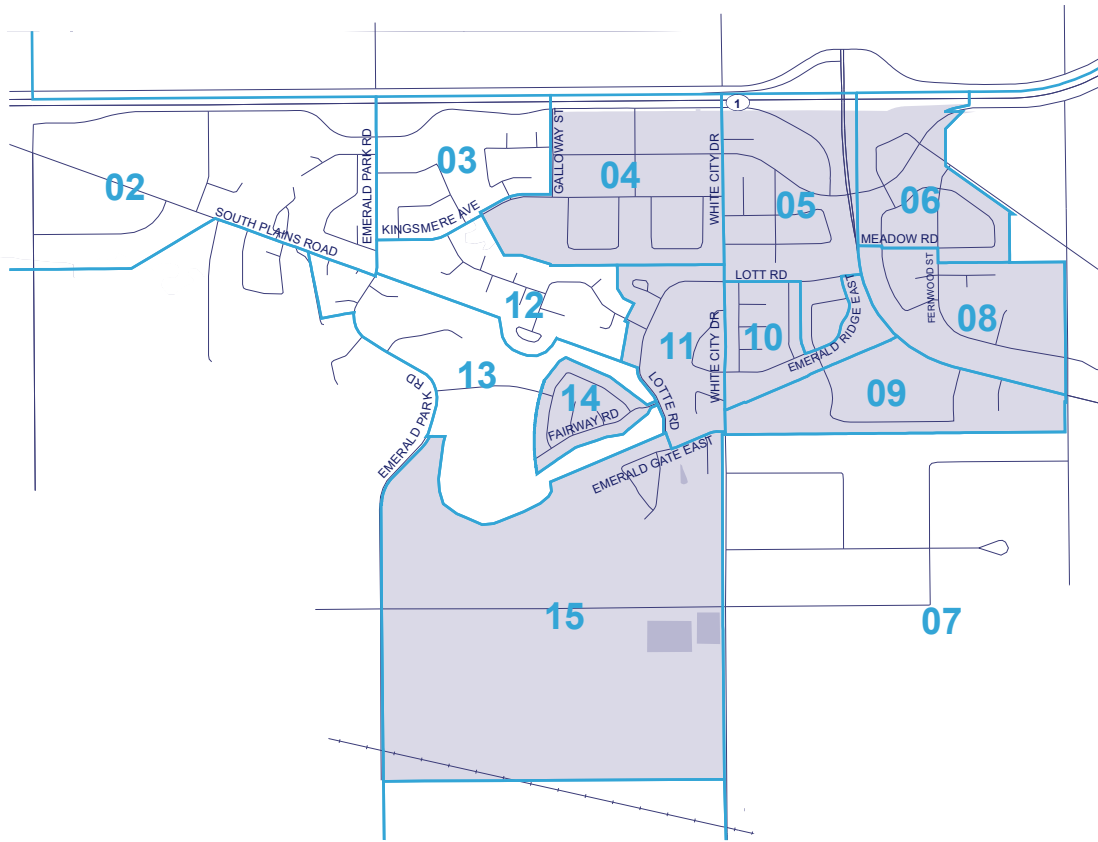 1
GALLOWAY ST
EMERALD PARK RD
WHITE CITY DR
03
04
02
05
06
KINGSMERE AVE
SOUTH PLAINS ROAD
MEADOW RD
LOTT RD
FERNWOOD ST
EMERALD RIDGE EAST
12
08
10
11
WHITE CITY DR
13
EMERALD PARK RD
14
LOTTE RD
09
FAIRWAY RD
EMERALD GATE EAST
15
07